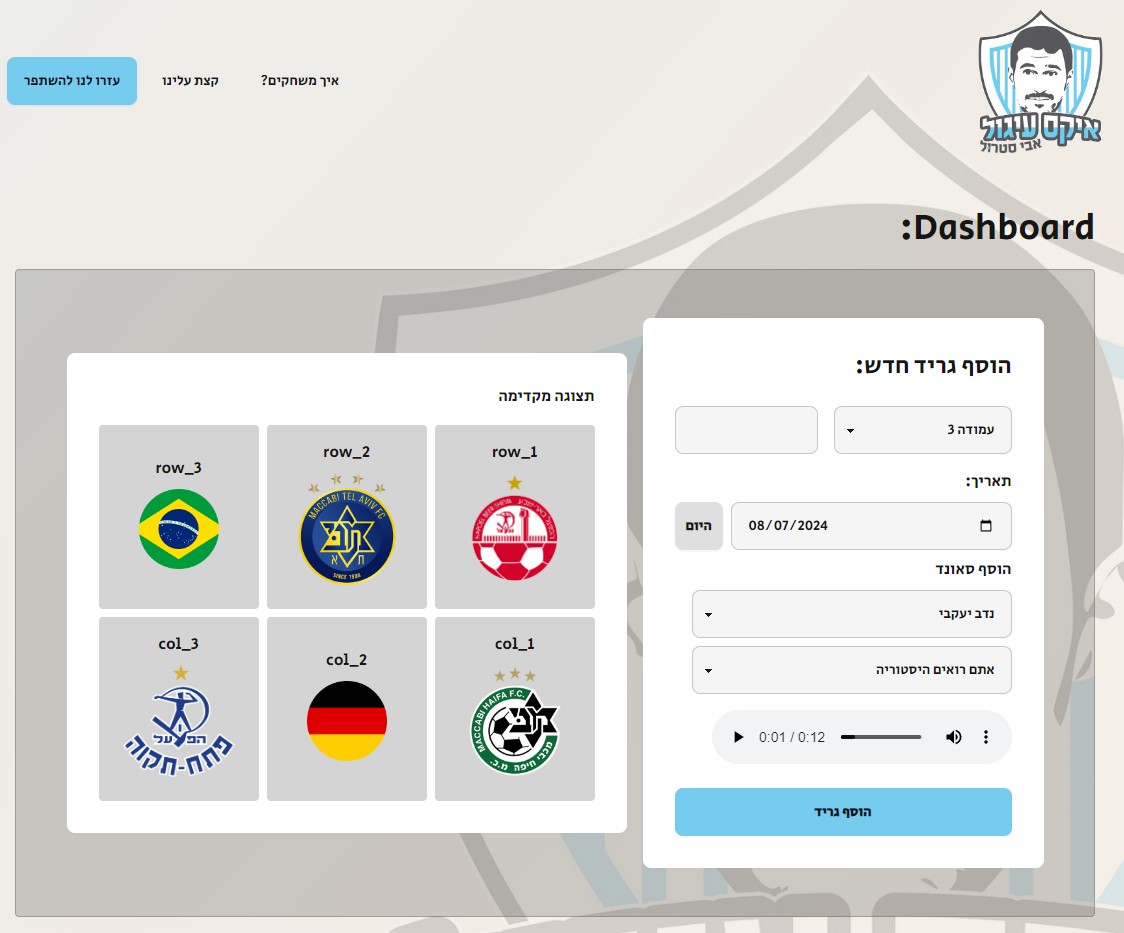 איקס עיגול
אבי סטרול
איך משחקים?
קצת עלינו
עזרו לנו להשתפר
Dashboard:
הוסף גריד חדש:
עמודה 3
תאריך:
08/07/2024
היום
הוסף סאונד
נדב יעקבי
אתם רואים היסטוריה
0:01 / 0:12
הוסף גריד
תצוגה מקדימה
row_1
row_2
MACCABI TEL AVIV FC
ת א
SINCE 1906
row_3
col_1
MACCABI HAIFA F.C.
מכבי חיפה מ.כ.
col_2
col_3
הפועל
פתח-תקוה